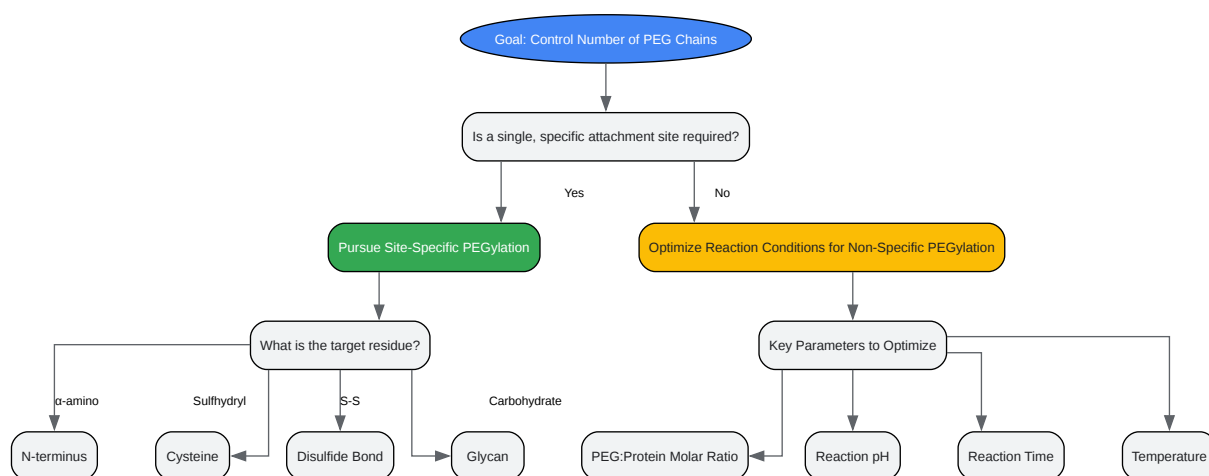 Goal: Control Number of PEG Chains
Is a single, specific attachment site required?
Yes
No
Pursue Site-Specific PEGylation
Optimize Reaction Conditions for Non-Specific PEGylation
What is the target residue?
Key Parameters to Optimize
α-amino
Sulfhydryl
S-S
Carbohydrate
N-terminus
Cysteine
Disulfide Bond
Glycan
PEG:Protein Molar Ratio
Reaction pH
Reaction Time
Temperature